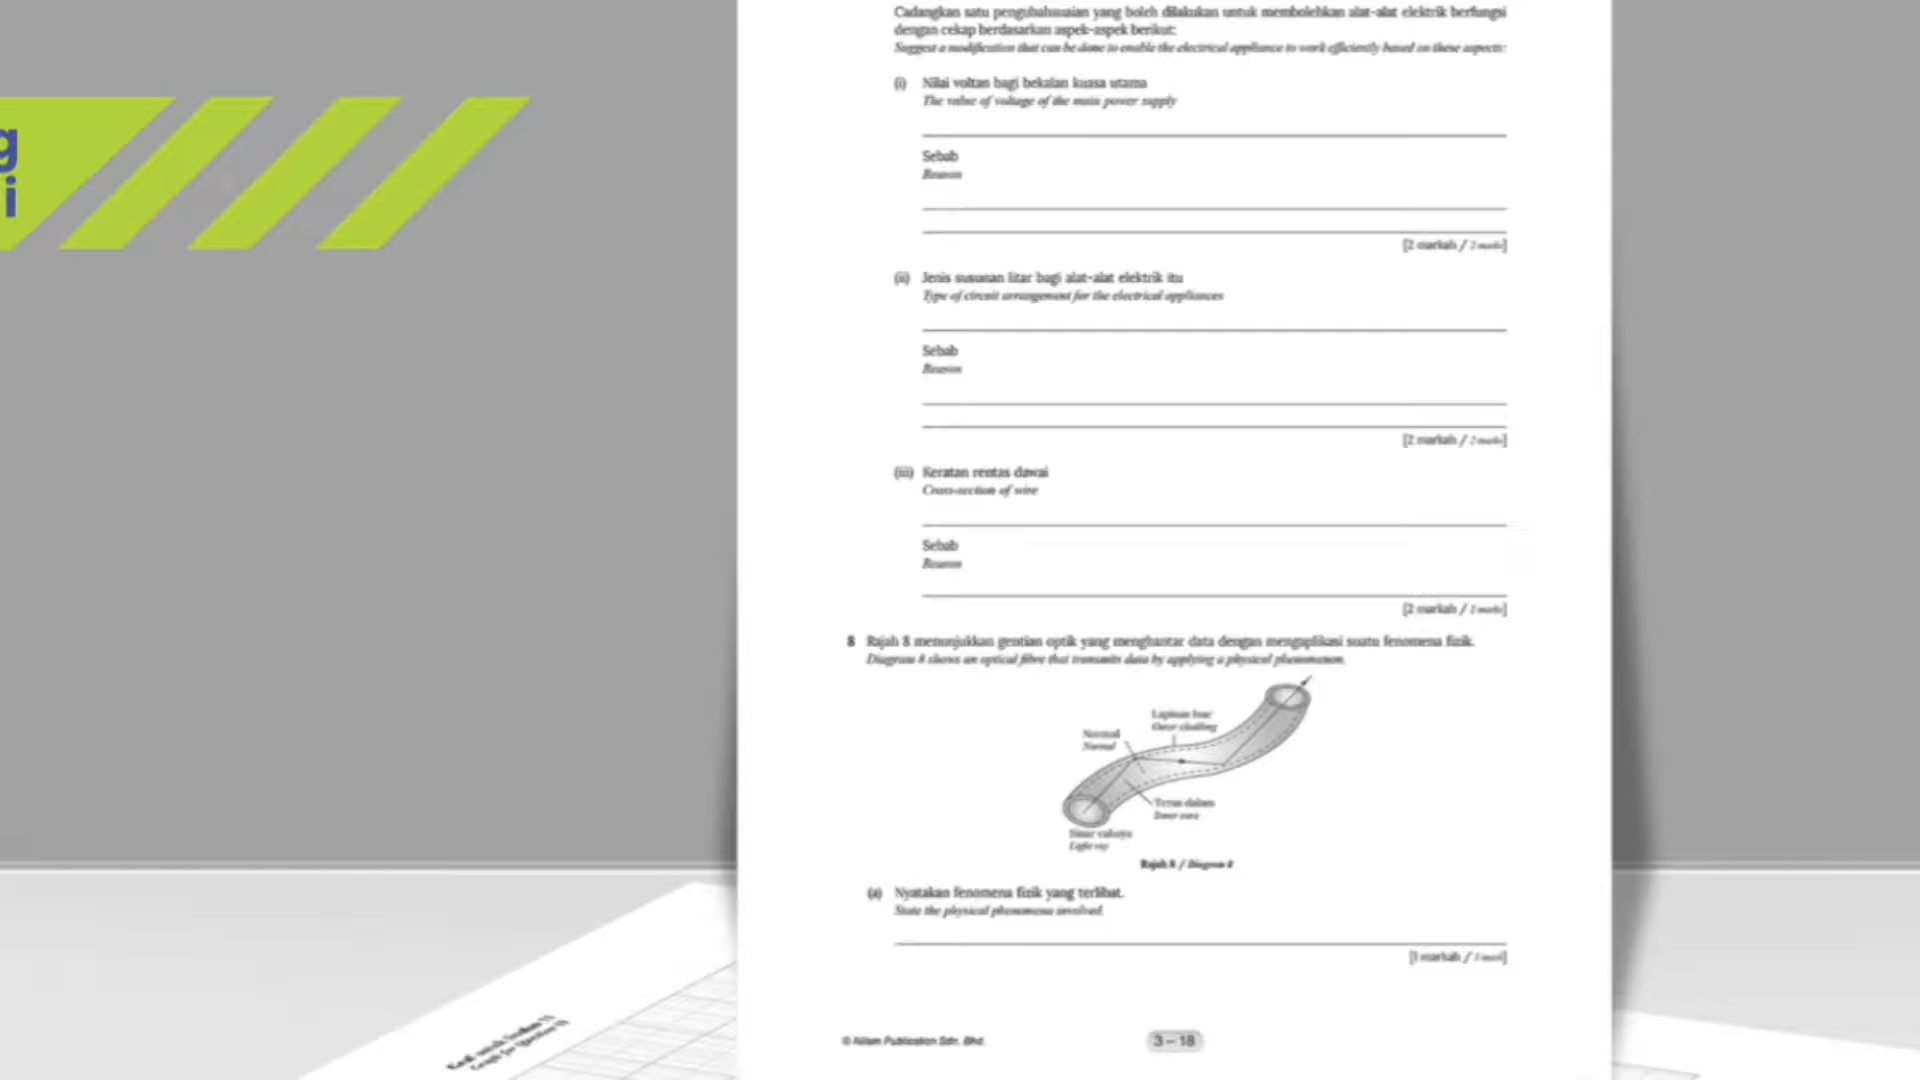 g
i
Cadangkan satu pengubahsuaian yang boleh dilakukan untuk membolehkan alat-alat elektrik berfungsi
dengan cekap berdasarkan aspek-aspek berikut:
Suggest a modification that can be done to enable the electrical appliance to work efficiently based on these aspects:
(i) Nilai voltan bagi bekalan kuasa utama
The value of voltage of the main power supply
Sebab
Reason
[2 markah / 2 marks]
(ii) Jenis susunan litar bagi alat-alat elektrik itu
Type of circuit arrangement for the electrical appliances
Sebab
Reason
[2 markah / 2 marks]
(iii) Keratan rentas dawai
Cross-section of wire
Sebab
Reason
[2 markah / 2 marks]
8 Rajah 8 menunjukkan gentian optik yang menghantar data dengan mengaplikasi suatu fenomena fizik.
Diagram 8 shows an optical fibre that transmits data by applying a physical phenomenon.
Lapisan luar
Outer cladding
Normal
Normal
Teras dalam
Inner core
Sinar cahaya
Light ray
Rajah 8 / Diagram 8
(a) Nyatakan fenomena fizik yang terlibat.
State the physical phenomena involved.
[1 markah / 1 mark]
© Nilam Publication Sdn. Bhd.
3 – 18
Graf untuk Soalan
Graph for Question